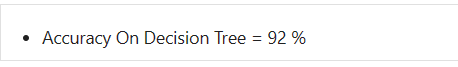 • Accuracy On Decision Tree = 92 %